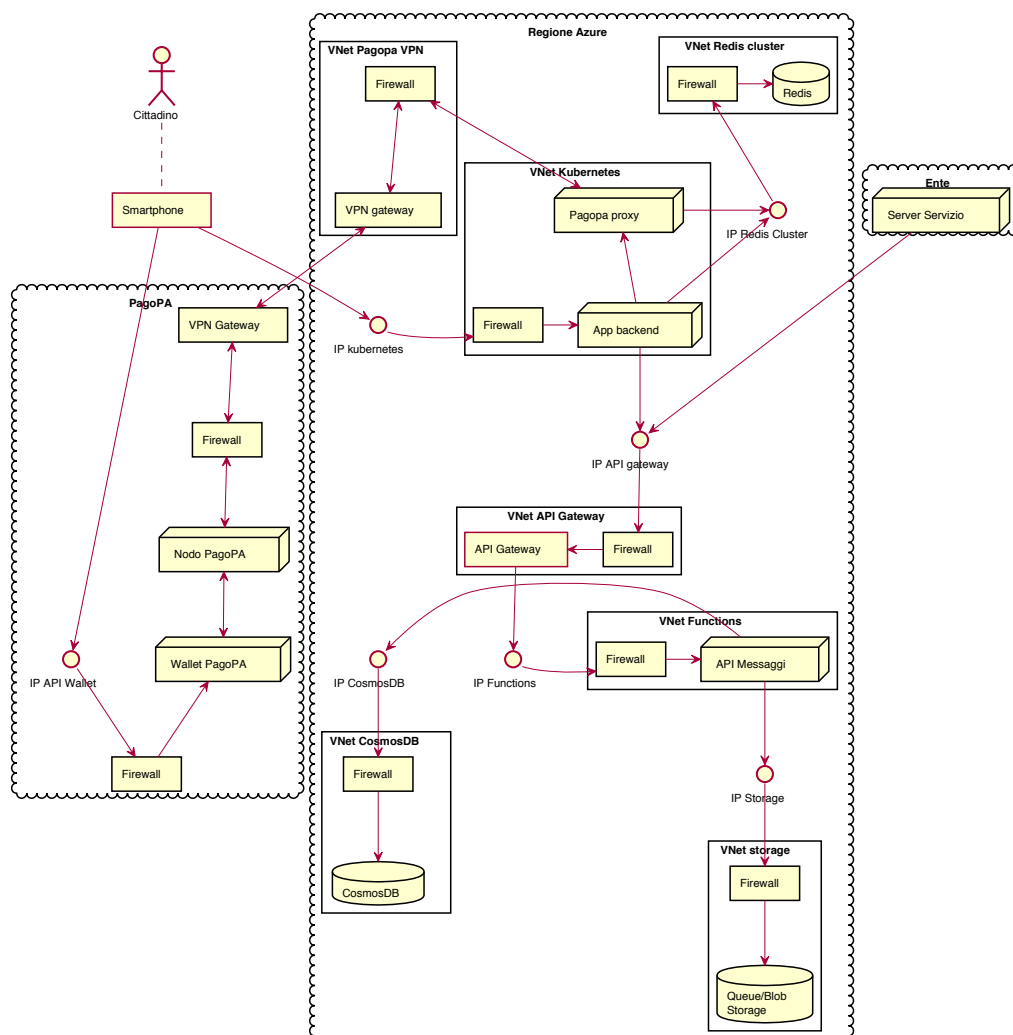 Regione Azure
VNet Pagopa VPN
VNet Redis cluster
Firewall
Firewall
Redis
Cittadino
VNet Kubernetes
Ente
Smartphone
VPN gateway
Pagopa proxy
IP Redis Cluster
Server Servizio
PagoPA
VPN Gateway
IP kubernetes
Firewall
App backend
Firewall
IP API gateway
VNet API Gateway
API Gateway
Firewall
Nodo PagoPA
VNet Functions
Wallet PagoPA
Firewall
API Messaggi
IP API Wallet
IP CosmosDB
IP Functions
VNet CosmosDB
Firewall
Firewall
IP Storage
VNet storage
Firewall
CosmosDB
Queue/Blob
Storage